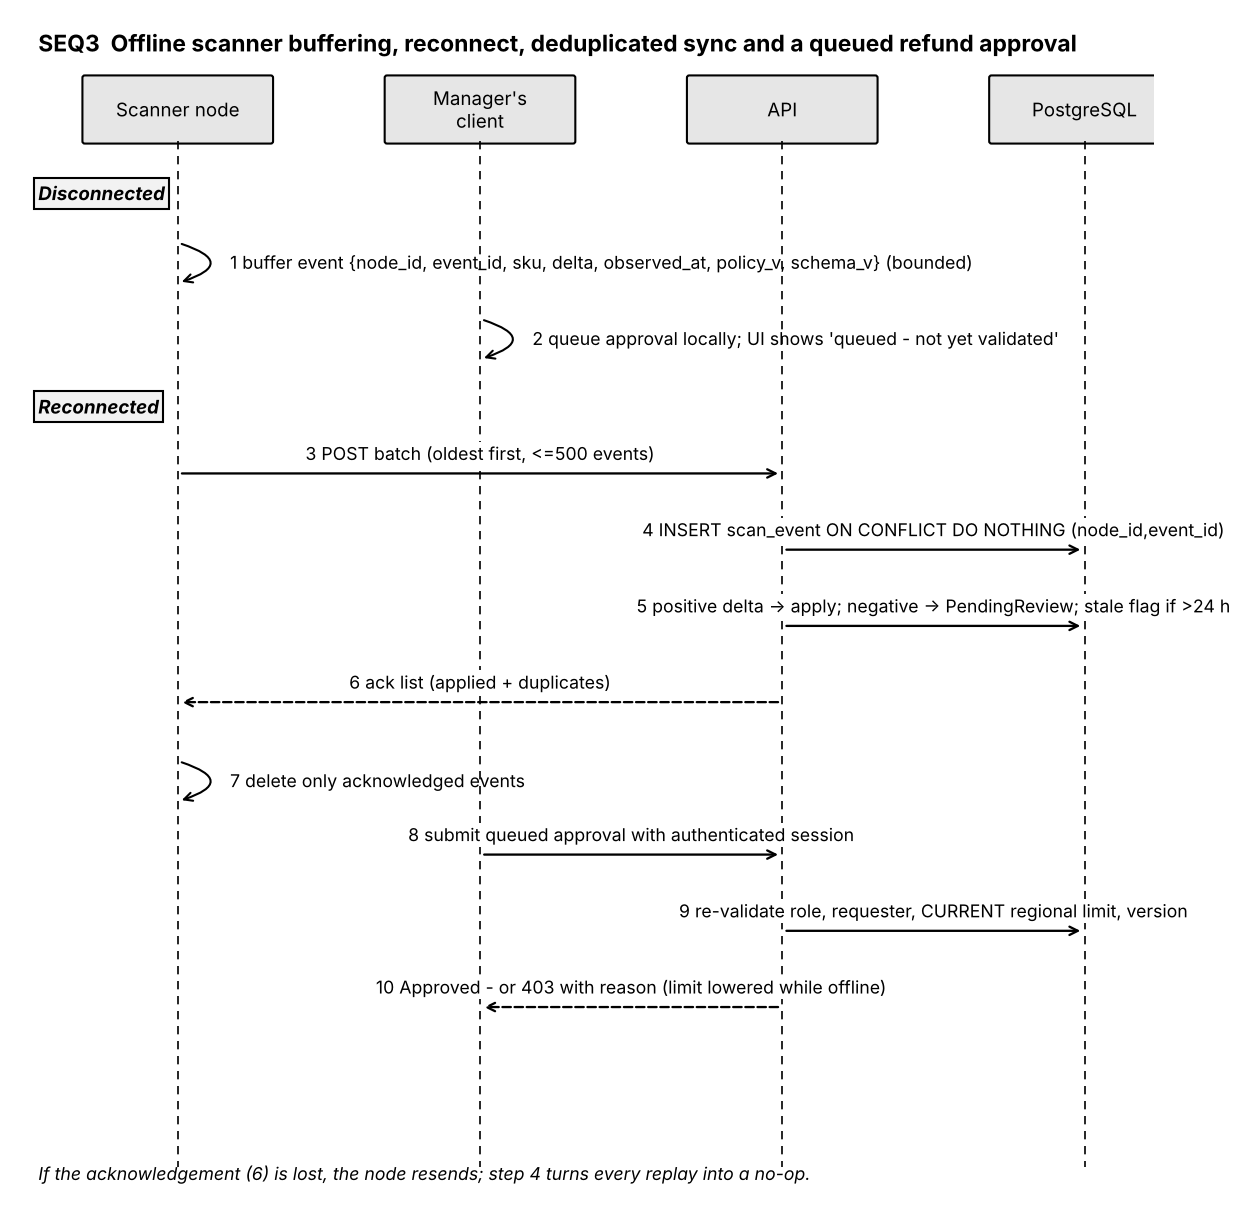 SEQ3 Offline scanner buffering, reconnect, deduplicated sync and a queued refund approval
Scanner node
Manager's
client
API
PostgreSQL
Disconnected
1 buffer event {node_id, event_id, sku, delta, observed_at, policy_v, schema_v} (bounded)
2 queue approval locally; UI shows 'queued - not yet validated'
Reconnected
3 POST batch (oldest first, <=500 events)
4 INSERT scan_event ON CONFLICT DO NOTHING (node_id,event_id)
5 positive delta → apply; negative → PendingReview; stale flag if >24 h
6 ack list (applied + duplicates)
7 delete only acknowledged events
8 submit queued approval with authenticated session
9 re-validate role, requester, CURRENT regional limit, version
10 Approved - or 403 with reason (limit lowered while offline)
If the acknowledgement (6) is lost, the node resends; step 4 turns every replay into a no-op.